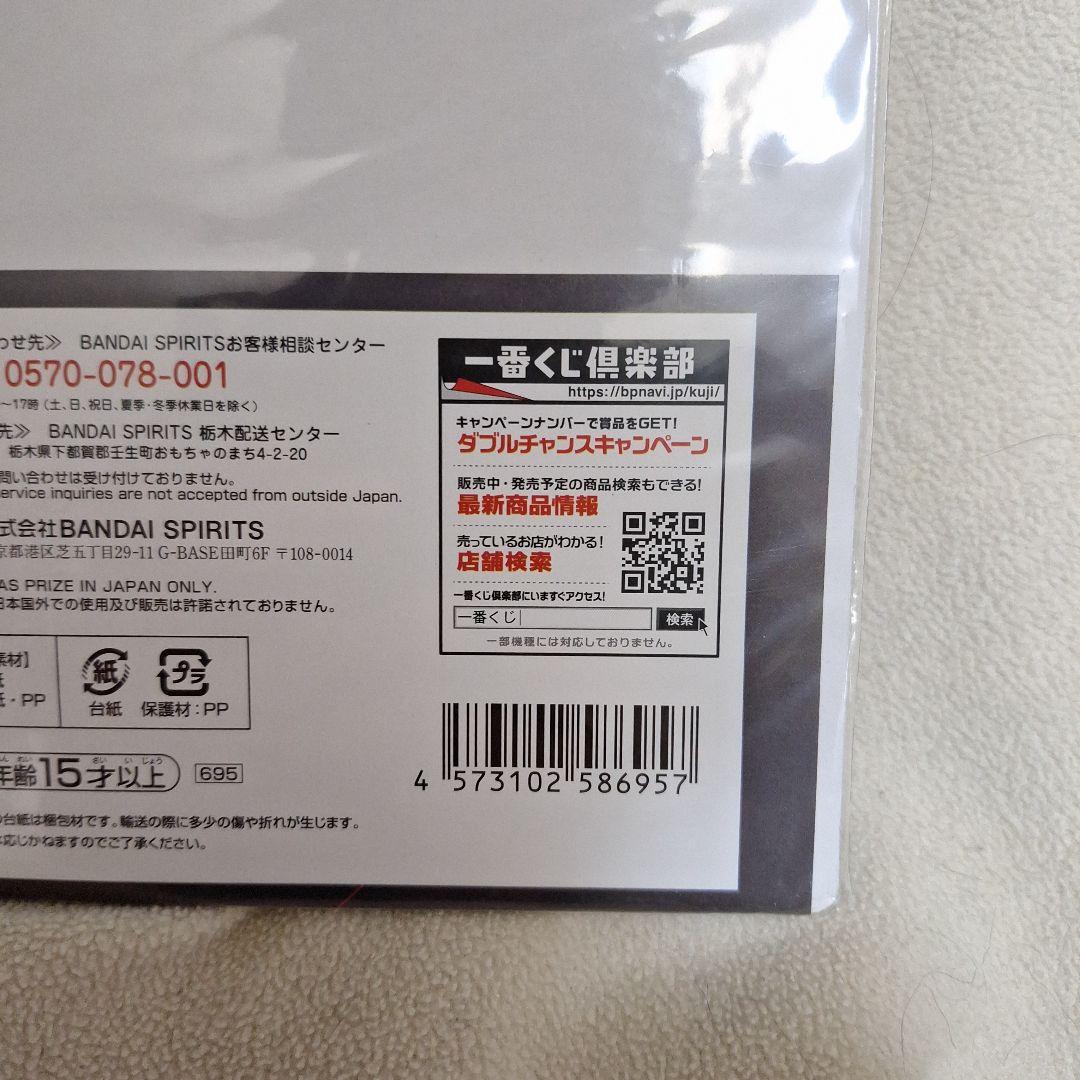 わせ先≫ BANDAI SPIRITSお客様相談センター
0570-078-001
〜17時(土、日、祝日、夏季・冬季休業日を除く)
先≫ BANDAI SPIRITS 栃木配送センター
栃木県下都賀郡壬生町おもちゃのまち4-2-20
問い合わせは受け付けておりません。
service inquiries are not accepted from outside Japan.
式会社BANDAI SPIRITS
京都港区芝五丁目29-11 G-BASE田町6F 〒108-0014
AS PRIZE IN JAPAN ONLY.
日本国外での使用及び販売は許諾されておりません。
素材】
紙
紙・PP
紙
台紙
プラ
保護材:PP
年齢15才以上
さい いじょう
695
の台紙は梱包材です。輸送の際に多少の傷や折れが生じます。
応じかねますのでご了承ください。
一番くじ倶楽部
https://bpnavi.jp/kuji/
キャンペーンナンバーで賞品をGET!
ダブルチャンスキャンペーン
販売中・発売予定の商品検索もできる!
最新商品情報
売っているお店がわかる!
店舗検索
一番くじ倶楽部にいますぐアクセス!
一番くじ
検索
一部機種には対応しておりません。
4 573102 586957